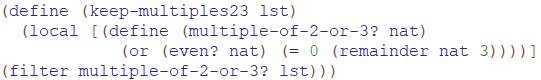 (define (keep-multiples23 lst)
  (local [(define (multiple-of-2-or-3? nat)
            (or (even? nat) (= 0 (remainder nat 3))))]
(filter multiple-of-2-or-3? lst)))